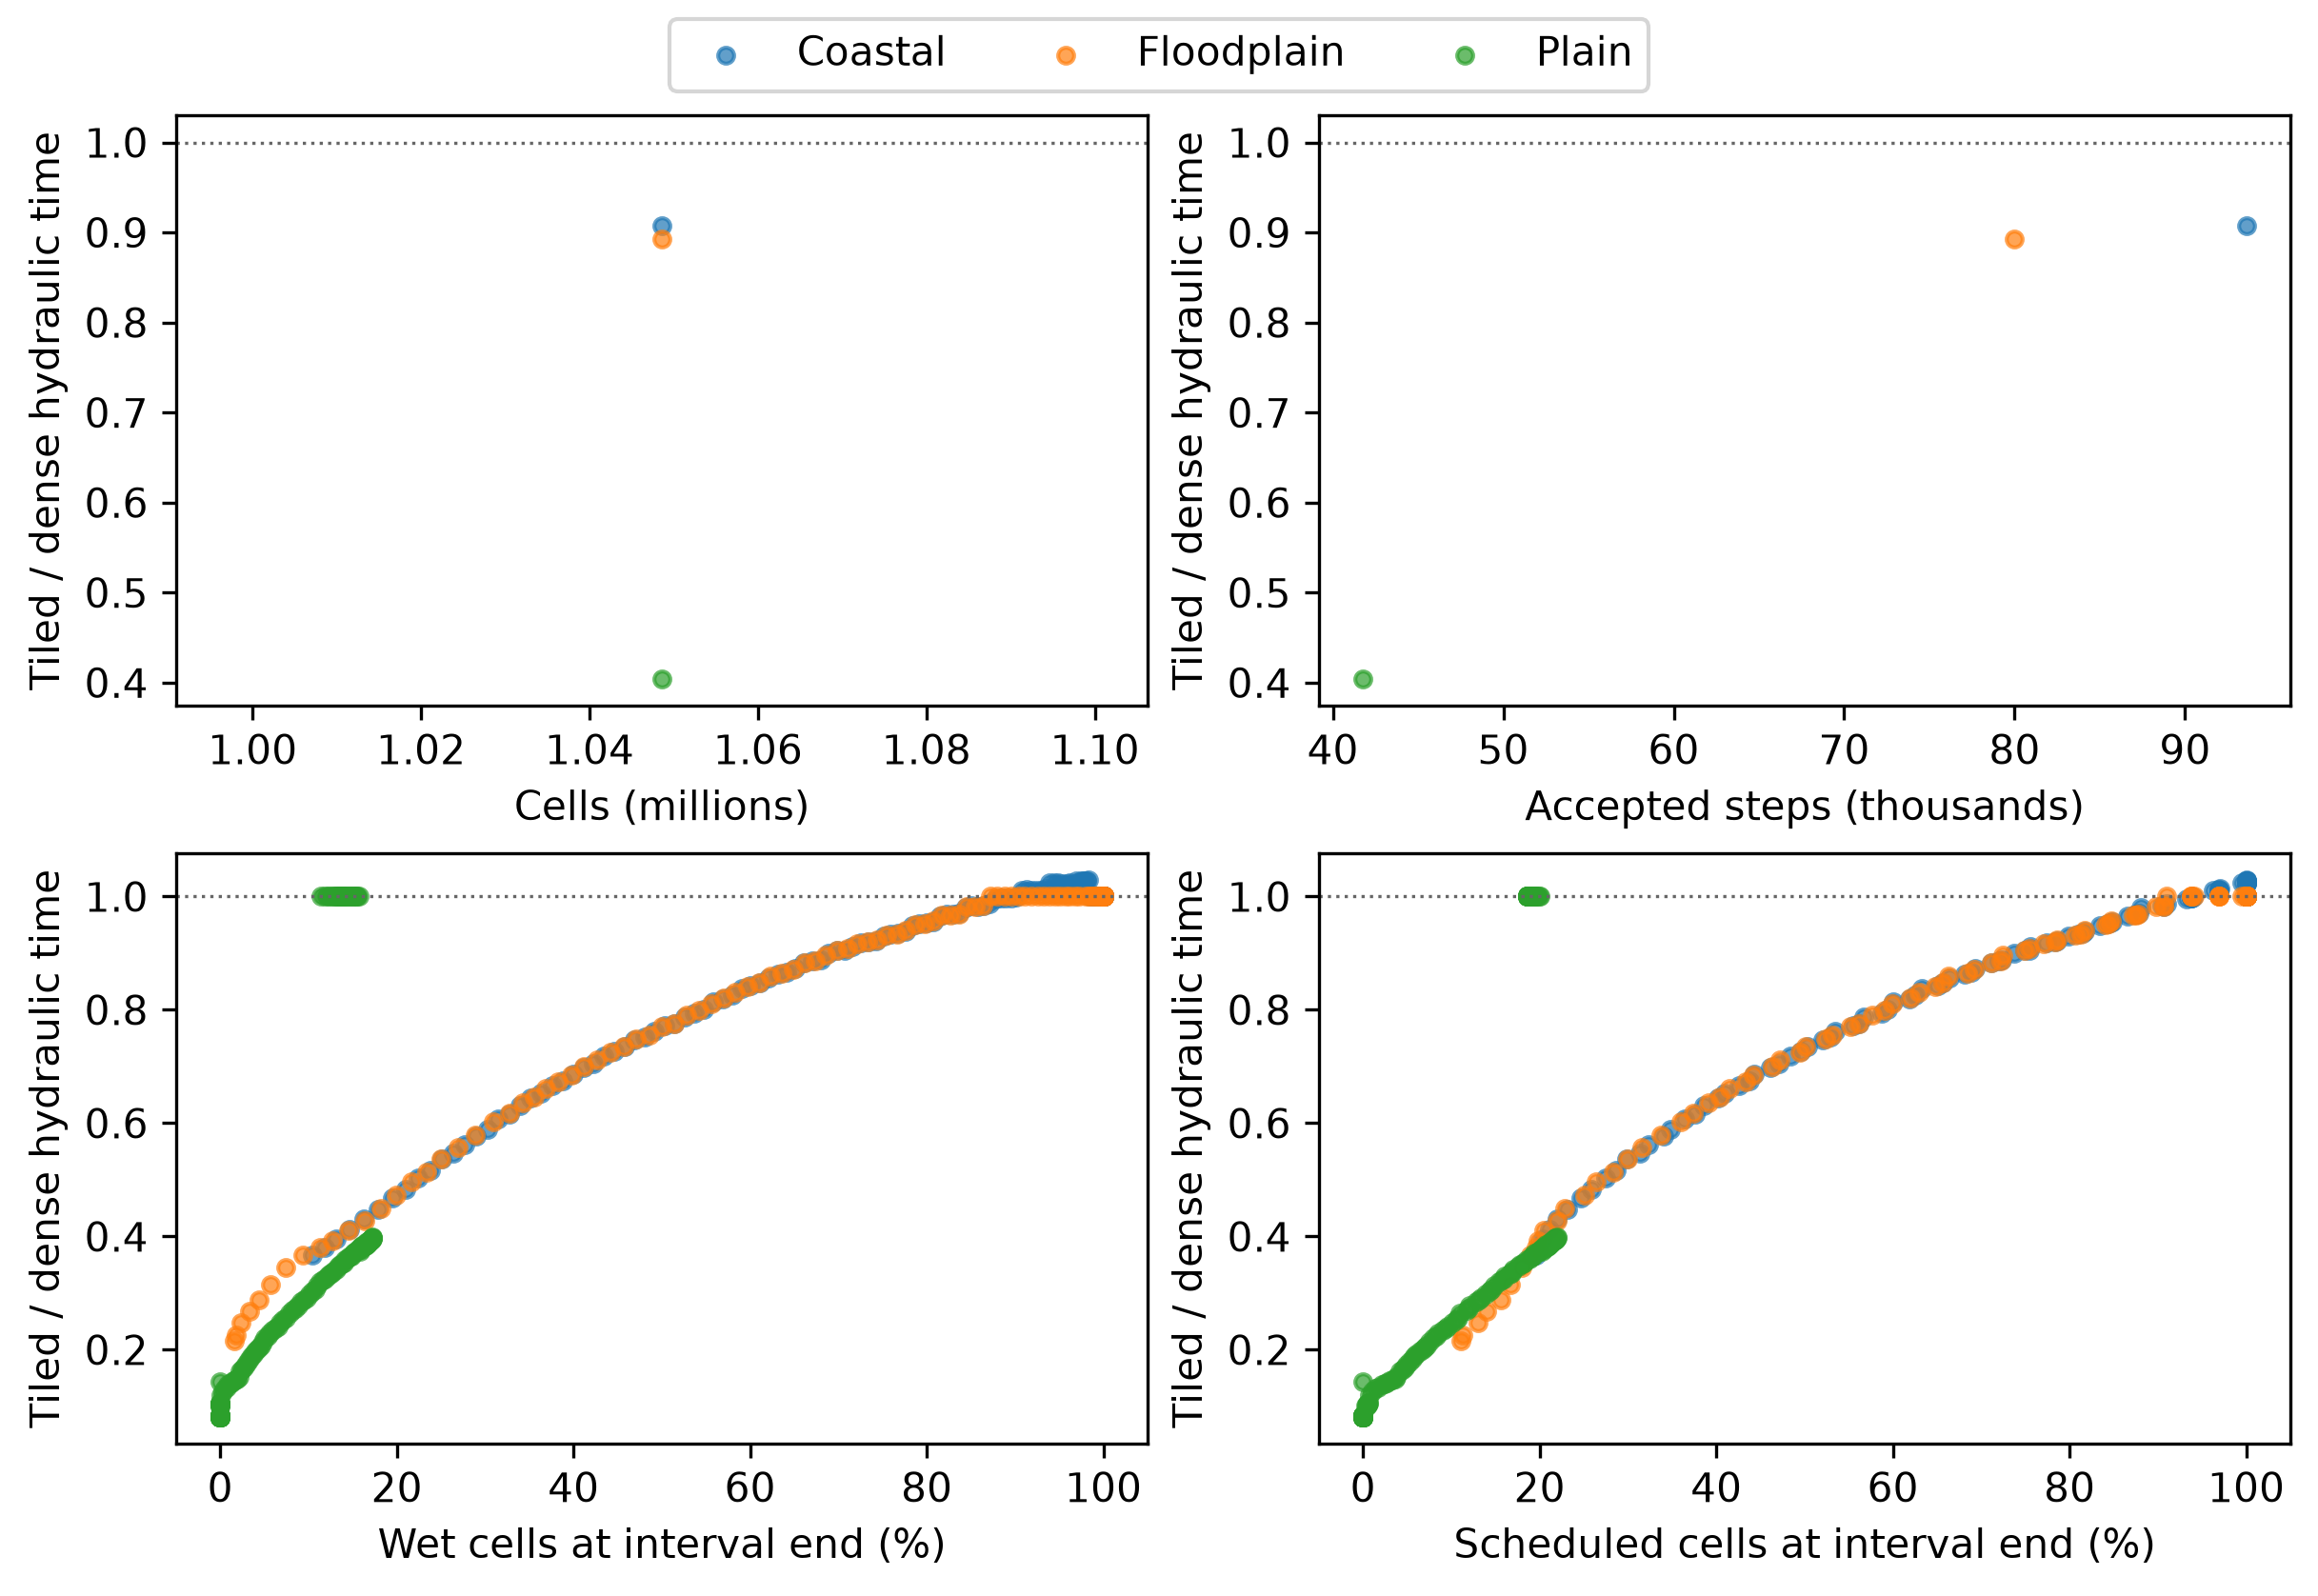 Coastal Floodplain Plain
Tiled / dense hydraulic time
1.0
0.9
0.8
0.7
0.6
0.5
0.4
1.00 1.02 1.04 1.06 1.08 1.10
Cells (millions)
Tiled / dense hydraulic time
1.0
0.9
0.8
0.7
0.6
0.5
0.4
40 50 60 70 80 90
Accepted steps (thousands)
Tiled / dense hydraulic time
1.0
0.8
0.6
0.4
0.2
0 20 40 60 80 100
Wet cells at interval end (%)
Tiled / dense hydraulic time
1.0
0.8
0.6
0.4
0.2
0 20 40 60 80 100
Scheduled cells at interval end (%)